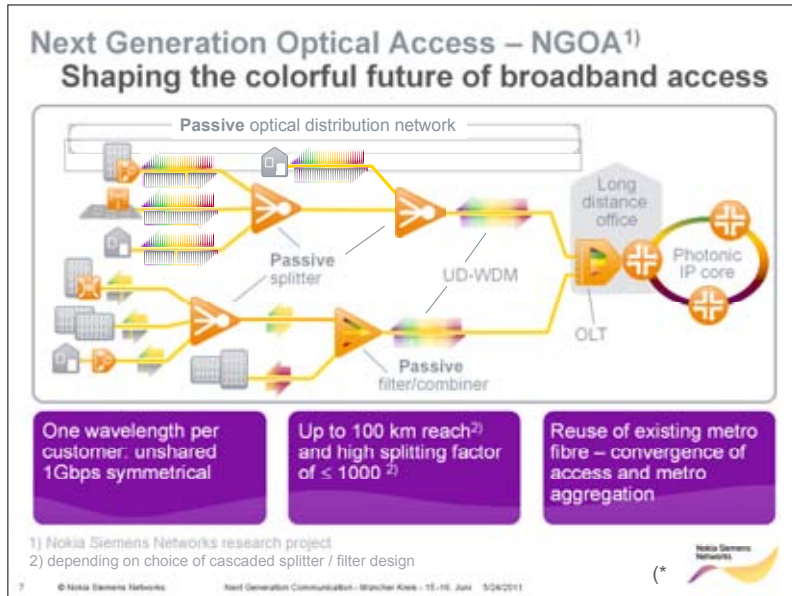 Next Generation Optical Access – NGOA1)
Shaping the colorful future of broadband access
Passive optical distribution network
Long
distance
office
Photonic
IP core
Passive
splitter
UD-WDM
OLT
Passive
filter/combiner
One wavelength per
customer: unshared
1Gbps symmetrical
Up to 100 km reach2)
and high splitting factor
of ≤ 1000 2)
Reuse of existing metro
fibre – convergence of
access and metro
aggregation
1) Nokia Siemens Networks research project
2) depending on choice of cascaded splitter / filter design
(*
Nokia Siemens
Networks
7 © Nokia Siemens Networks Next Generation Communication - Münchner Kreis - 15.-16. Juni 5/24/2011